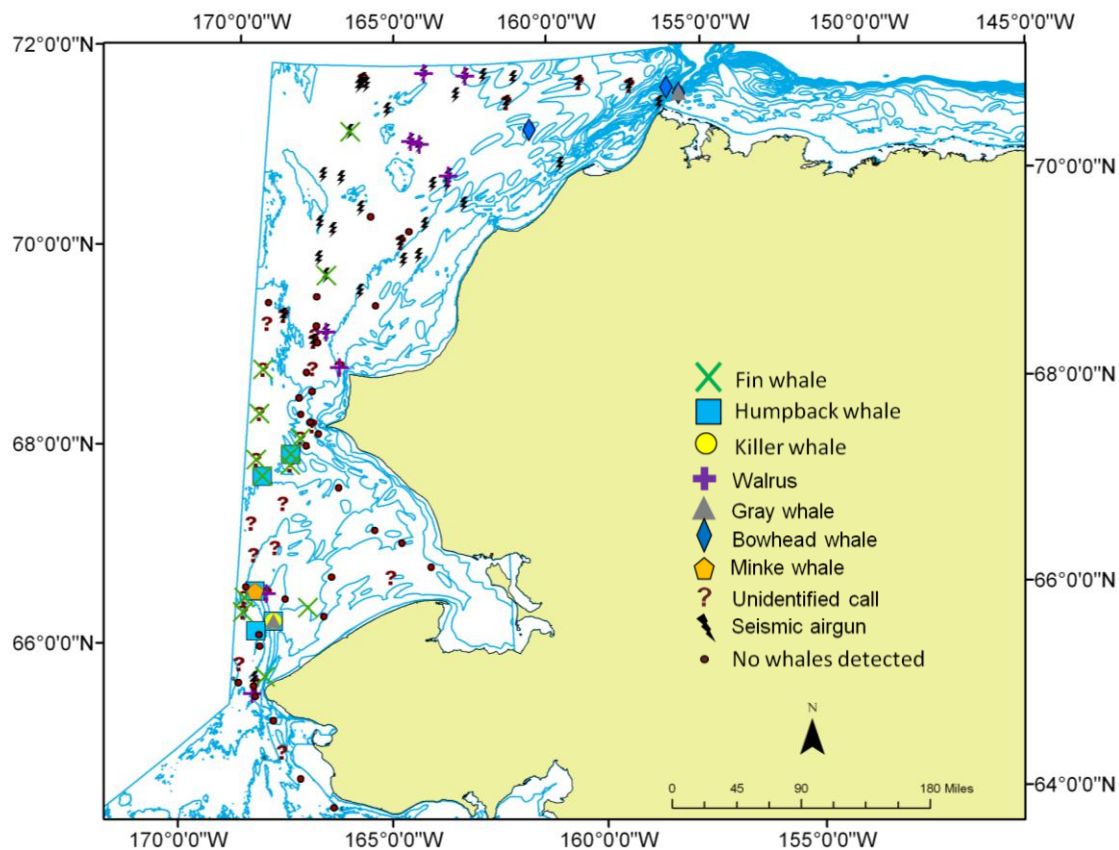 170°0'0"W 165°0'0"W 160°0'0"W 155°0'0"W 150°0'0"W 145°0'0"W
72°0'0"N
70°0'0"N
70°0'0"N
68°0'0"N
Fin whale
Humpback whale
68°0'0"N
Killer whale
Walrus
Gray whale
Bowhead whale
Minke whale
66°0'0"N
? Unidentified call
Seismic airgun
66°0'0"N
No whales detected
N
64°0'0"N
0 45 90 180 Miles
170°0'0"W 165°0'0"W 160°0'0"W 155°0'0"W